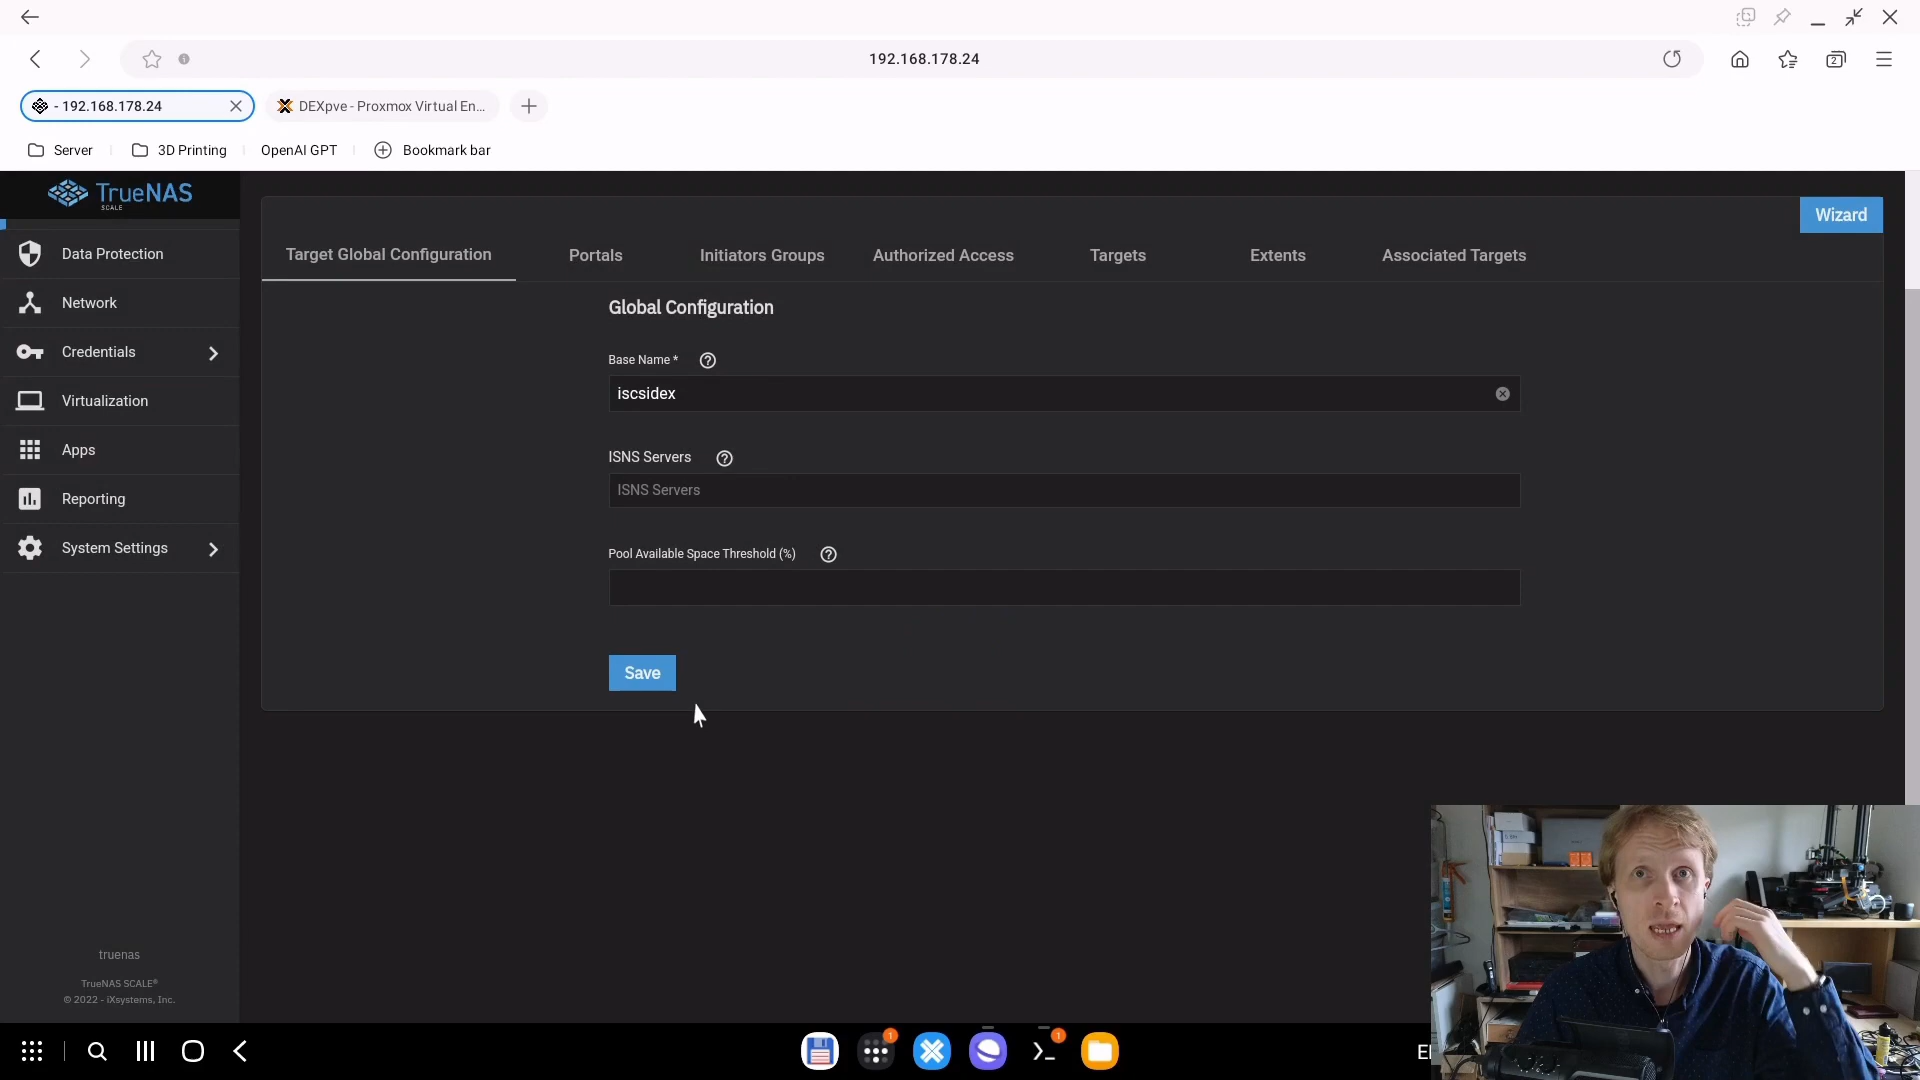 192.168.178.24
2
- 192.168.178.24
DEXpve - Proxmox Virtual En...
Server
3D Printing
OpenAI GPT
Bookmark bar
TrueNAS
SCALE
Wizard
Target Global Configuration
Portals
Initiators Groups
Authorized Access
Targets
Extents
Associated Targets
Data Protection
Network
Credentials
Virtualization
Apps
Reporting
System Settings
Global Configuration
Base Name *
iscsidex
ISNS Servers
ISNS Servers
Pool Available Space Threshold (%)
Save
truenas
TrueNAS SCALE®
© 2022 - iXsystems, Inc.
1
1